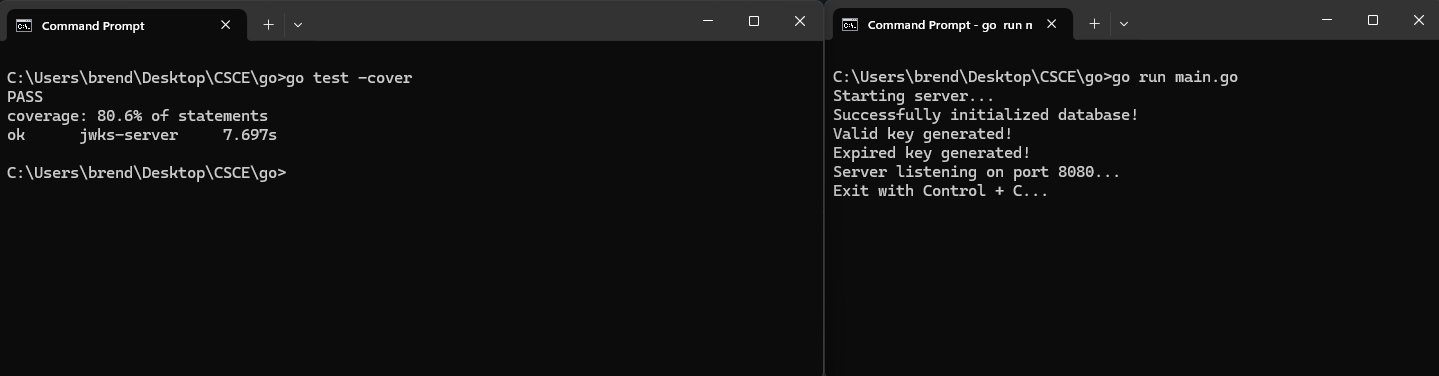 Command Prompt
C:\Users\brend\Desktop\CSCE\go>go test -cover
PASS
coverage: 80.6% of statements
ok      jwks-server     7.697s
C:\Users\brend\Desktop\CSCE\go>
Command Prompt - go  run n
C:\Users\brend\Desktop\CSCE\go>go run main.go
Starting server...
Successfully initialized database!
Valid key generated!
Expired key generated!
Server listening on port 8080...
Exit with Control + C...